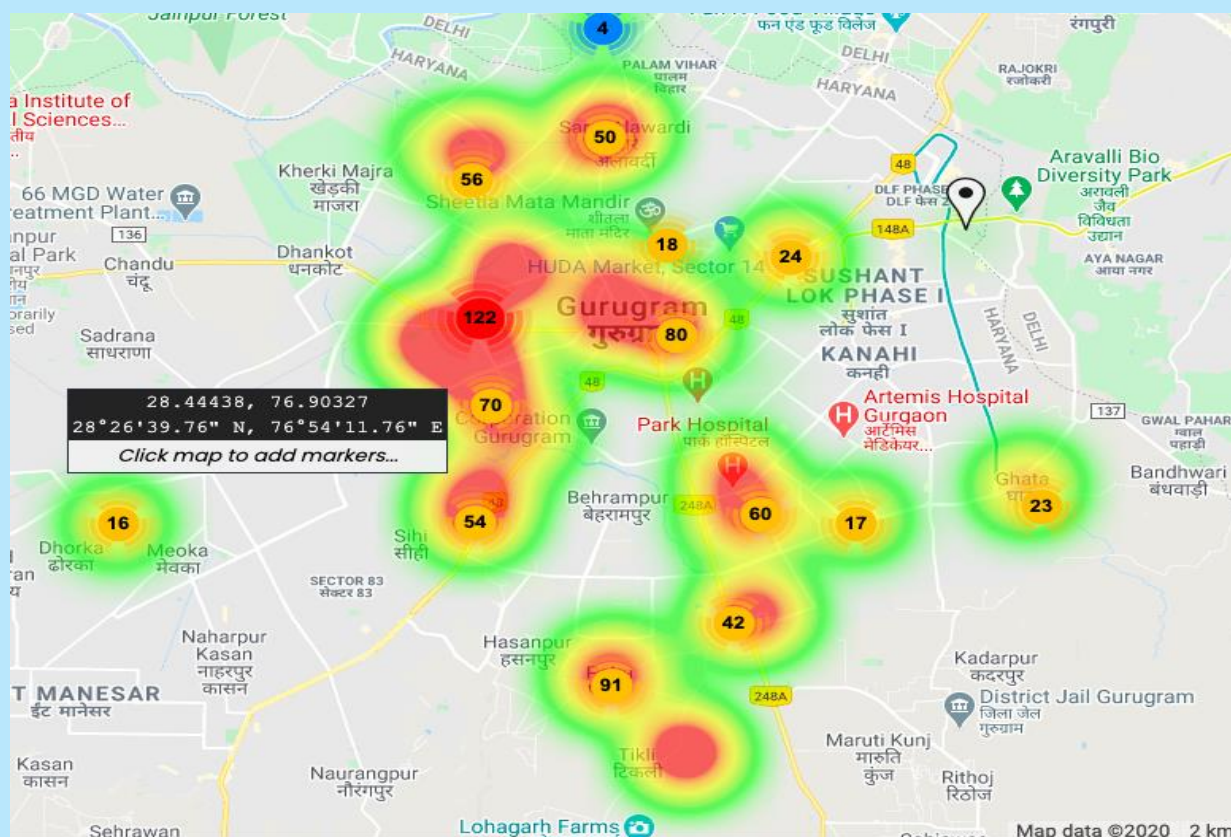 DELHI
HARYANA
4
फन एंड फूड विलेज
रंगपुरी
DELHI
HARYANA
PALAM VIHAR
पालम
विहार
RAJOKRI
रजोकरी
a Institute of
l Sciences...
तीय
50
48
Kherki Majra
खेड़की
माजरा
56
DLF PHASE
DLF फेस 2
Aravalli Bio
Diversity Park
अरावली
जैव
विविधता
उद्यान
66 MGD Water
reatment Plant...
Sheetla Mata Mandir
शीतला
माता मंदिर
136
148A
Dhankot
धनकोट
18
24
AYA NAGAR
आया नगर
Chandu
चंदू
HUDA Market, Sector 14
SUSHANT
LOK PHASE I
सुशांत
लोक फेस I
Gurugram
122
80
48
HARYANA
DELHI
Sadrana
साधराणा
KANAHI
कनही
48
28.44438, 76.90327
28°26'39.76" N, 76°54'11.76" E
Click map to add markers...
70
Gurugram
Park Hospital
पार्क हॉस्पिटल
Artemis Hospital
Gurgaon
आर्टेमिस
मेडिकेयर...
137
GWAL PAHARI
ग्वाल
पहाड़ी
Bandhwari
बंधवाड़ी
Ghata
Behrampur
बेहरामपुर
248A
60
17
23
16
54
Dhorka
ढोरका
Meoka
मेवका
Sihi
सीही
SECTOR 83
सेक्टर 83
42
Naharpur
Kasan
नाहरपुर
कासन
Hasanpur
हसनपुर
91
248A
T MANESAR
ईट मानेसर
Kadarpur
कदरपुर
District Jail Gurugram
जिला जेल
गुरुग्राम
Tikli
टिकली
Maruti Kunj
मारुति
कुंज
Kasan
कासन
Naurangpur
नौरंगपुर
Rithoj
रिठोज
Sehrawan
Lohagarh Farms
Map data ©2020
2 km